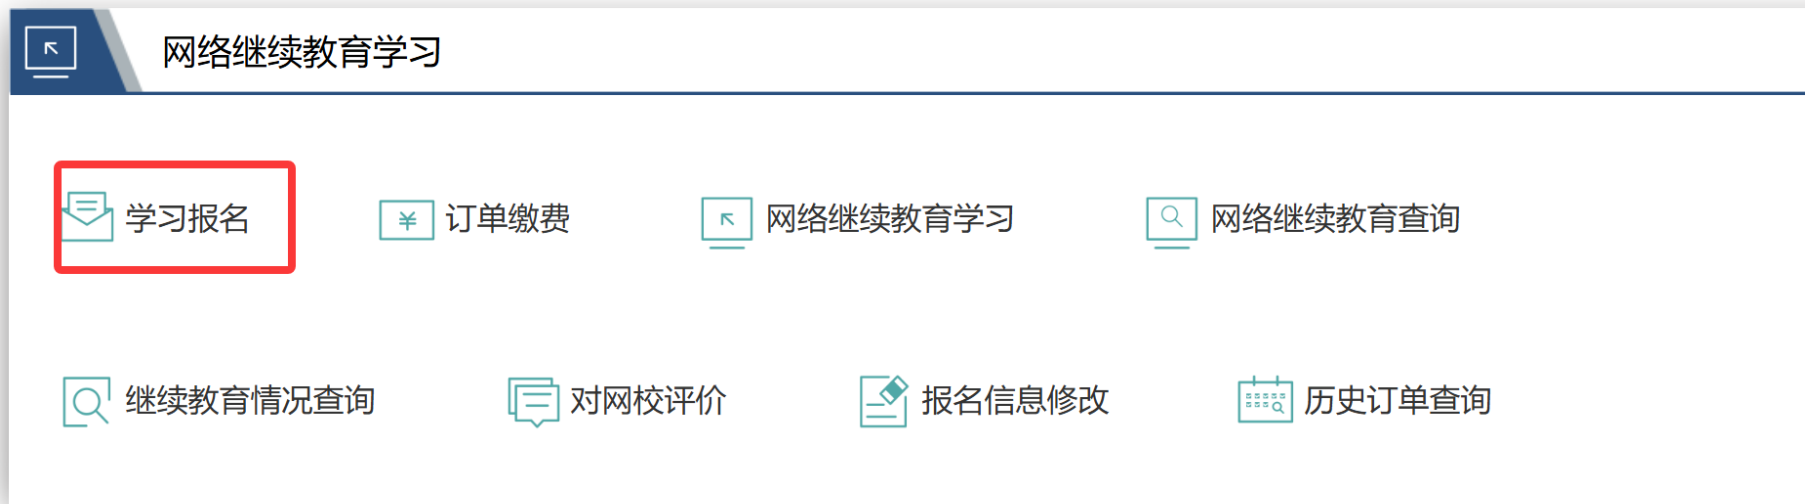 网络继续教育学习
学习报名 订单缴费 网络继续教育学习 网络继续教育查询
继续教育情况查询 对网校评价 报名信息修改 历史订单查询